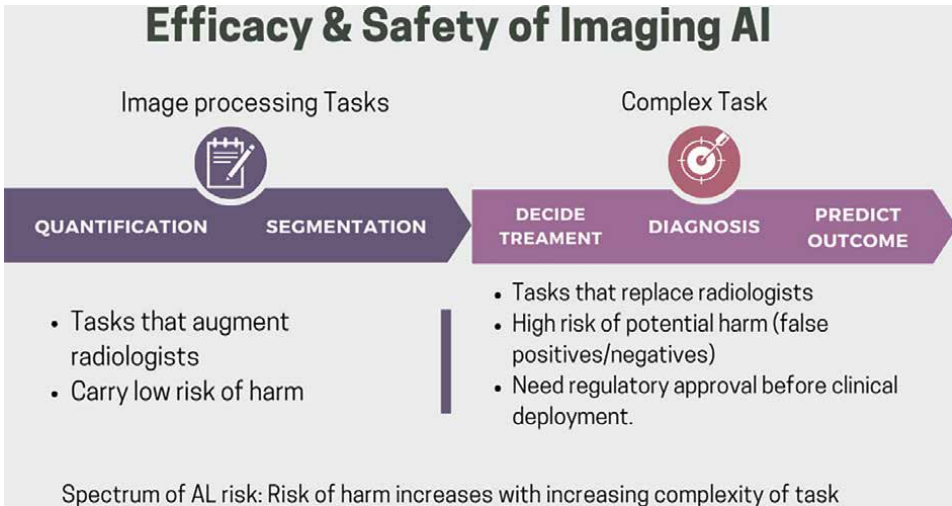 Efficacy & Safety of Imaging AI
Image processing Tasks
Complex Task
QUANTIFICATION
SEGMENTATION
DECIDE
TREAMENT
DIAGNOSIS
PREDICT
OUTCOME
• Tasks that augment
radiologists
• Carry low risk of harm
• Tasks that replace radiologists
• High risk of potential harm (false
positives/negatives)
• Need regulatory approval before clinical
deployment.
Spectrum of AL risk: Risk of harm increases with increasing complexity of task